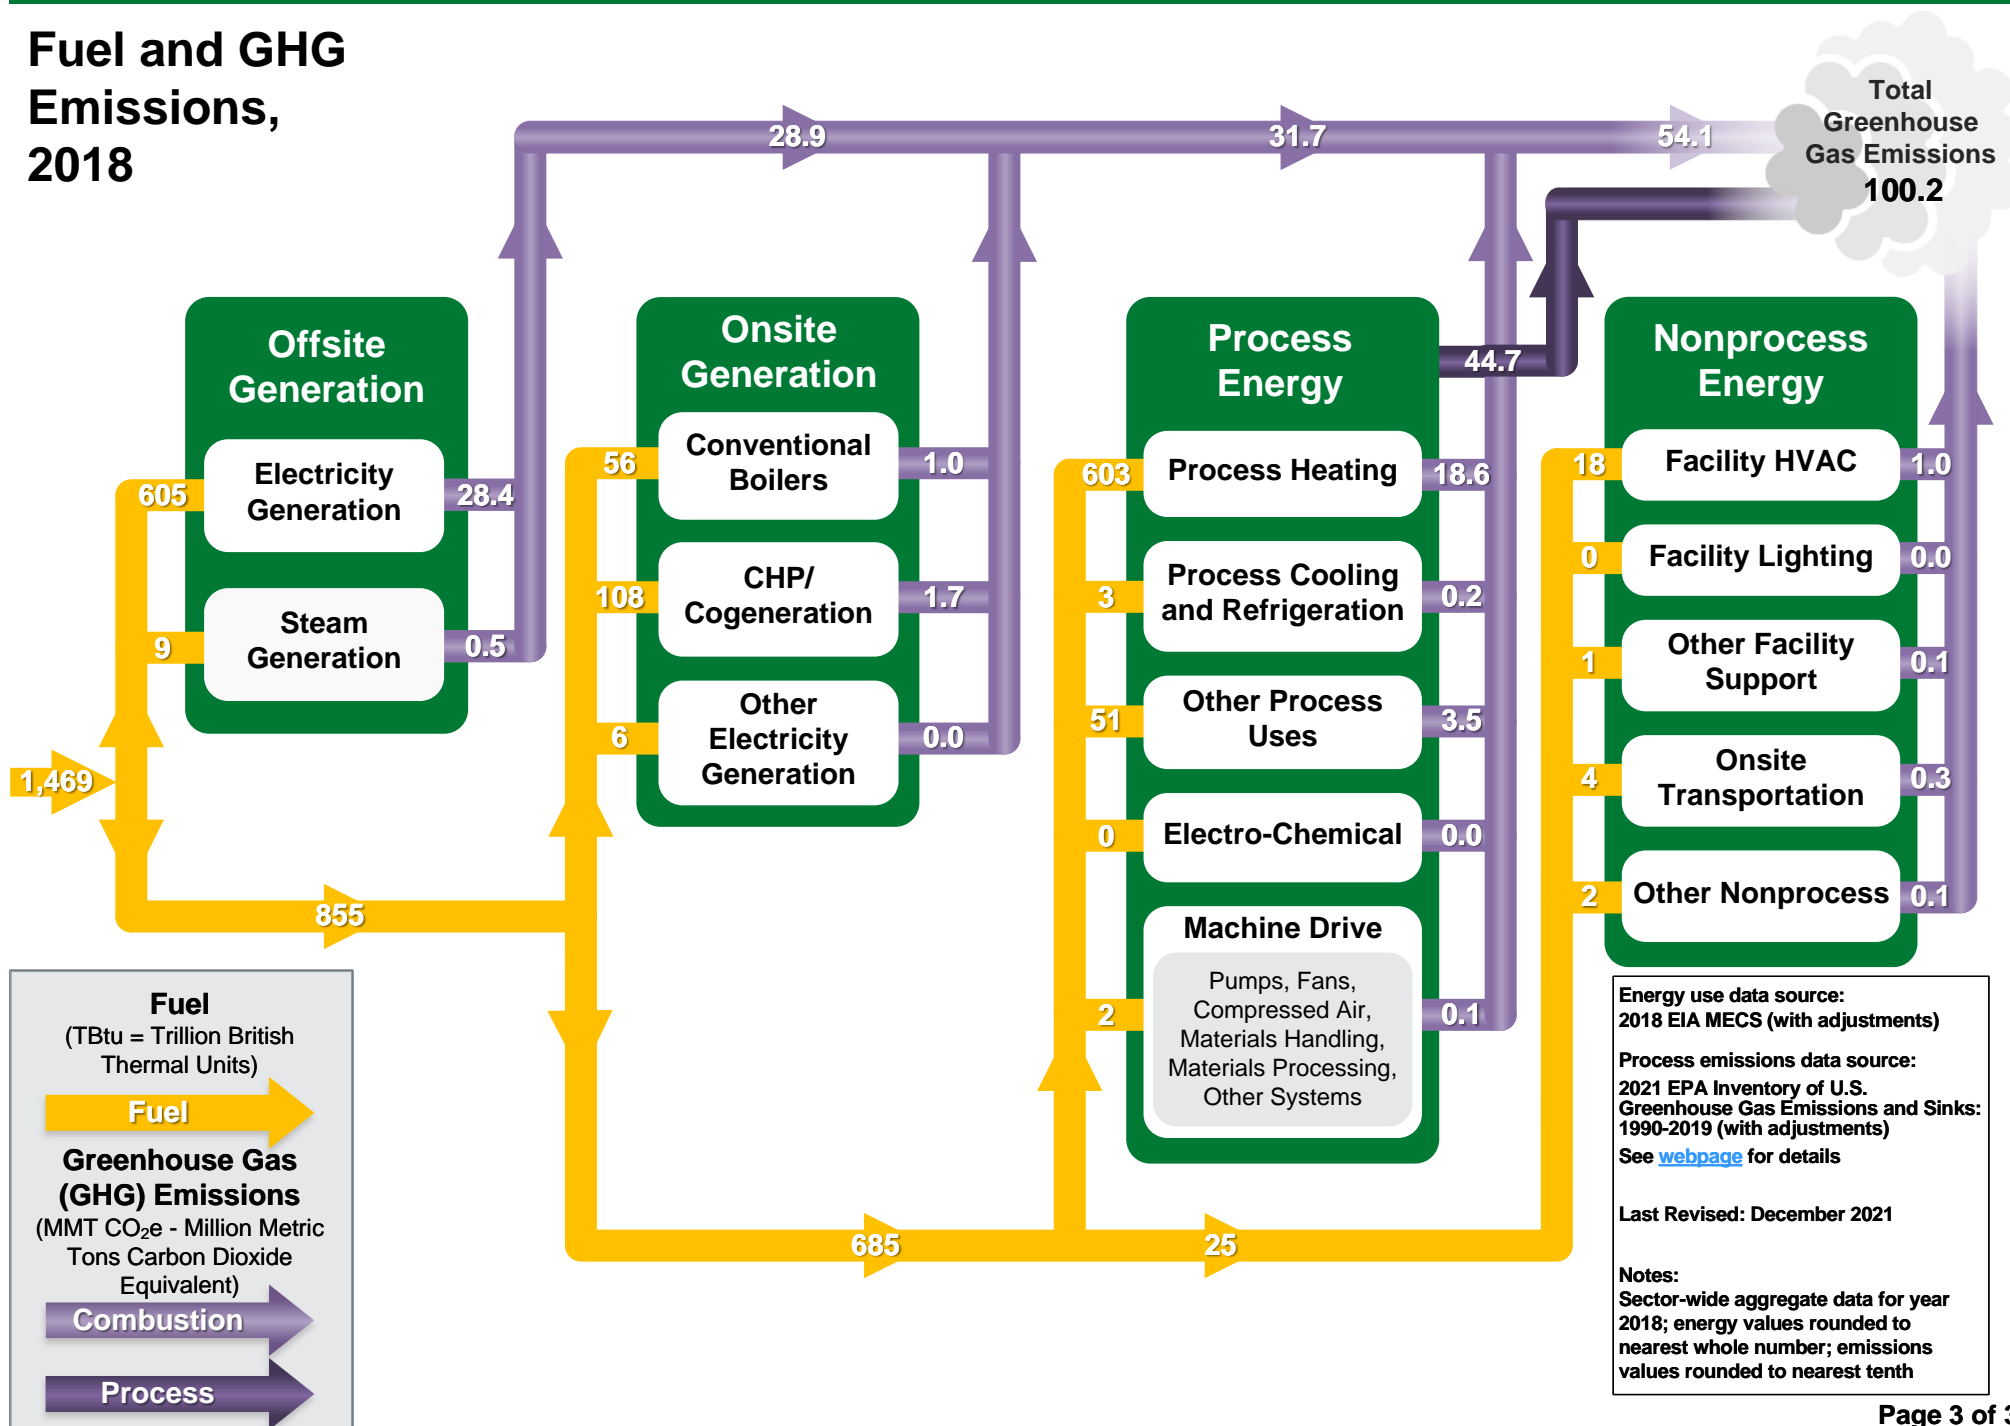 Fuel and GHG
Emissions,
2018
28.9
31.7
54.1
Total
Greenhouse
Gas Emissions
100.2
Offsite
Generation
605
Electricity
Generation
28.4
9
Steam
Generation
0.5
1,469
855
Onsite
Generation
56
Conventional
Boilers
1.0
108
CHP/
Cogeneration
1.7
6
Other
Electricity
Generation
0.0
685
25
Process
Energy
44.7
603
Process Heating
18.6
3
Process Cooling
and Refrigeration
0.2
51
Other Process
Uses
3.5
0
Electro-Chemical
0.0
Machine Drive
2
Pumps, Fans,
Compressed Air,
Materials Handling,
Materials Processing,
Other Systems
0.1
Nonprocess
Energy
18
Facility HVAC
1.0
0
Facility Lighting
0.0
1
Other Facility
Support
0.1
4
Onsite
Transportation
0.3
2
Other Nonprocess
0.1
Fuel
(TBtu = Trillion British
Thermal Units)
Fuel
Greenhouse Gas
(GHG) Emissions
(MMT CO₂e - Million Metric
Tons Carbon Dioxide
Equivalent)
Combustion
Process
Energy use data source:
2018 EIA MECS (with adjustments)
Process emissions data source:
2021 EPA Inventory of U.S.
Greenhouse Gas Emissions and Sinks:
1990-2019 (with adjustments)
See webpage for details
Last Revised: December 2021
Notes:
Sector-wide aggregate data for year
2018; energy values rounded to
nearest whole number; emissions
values rounded to nearest tenth
Page 3 of 3